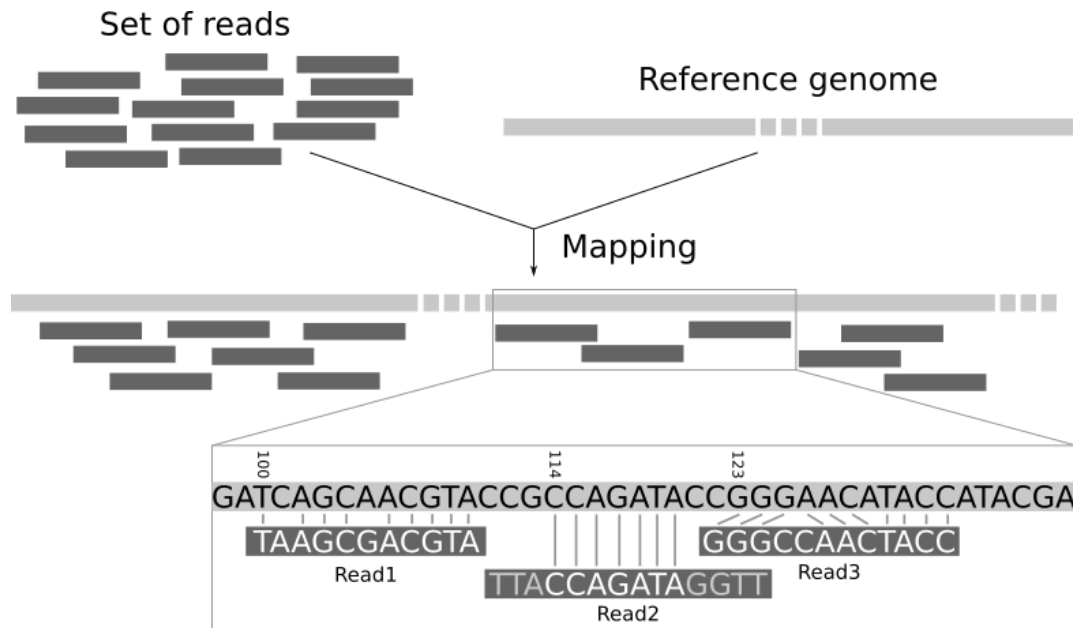 Set of reads
Reference genome
Mapping
100 114 123
GATCAGCAACGTACCGCCAGATACCGGGAACATACCATACGA
TAAGCGACGTA GGGCCAACTACC
Read1 Read3
TTACCAGATAGGTT
Read2